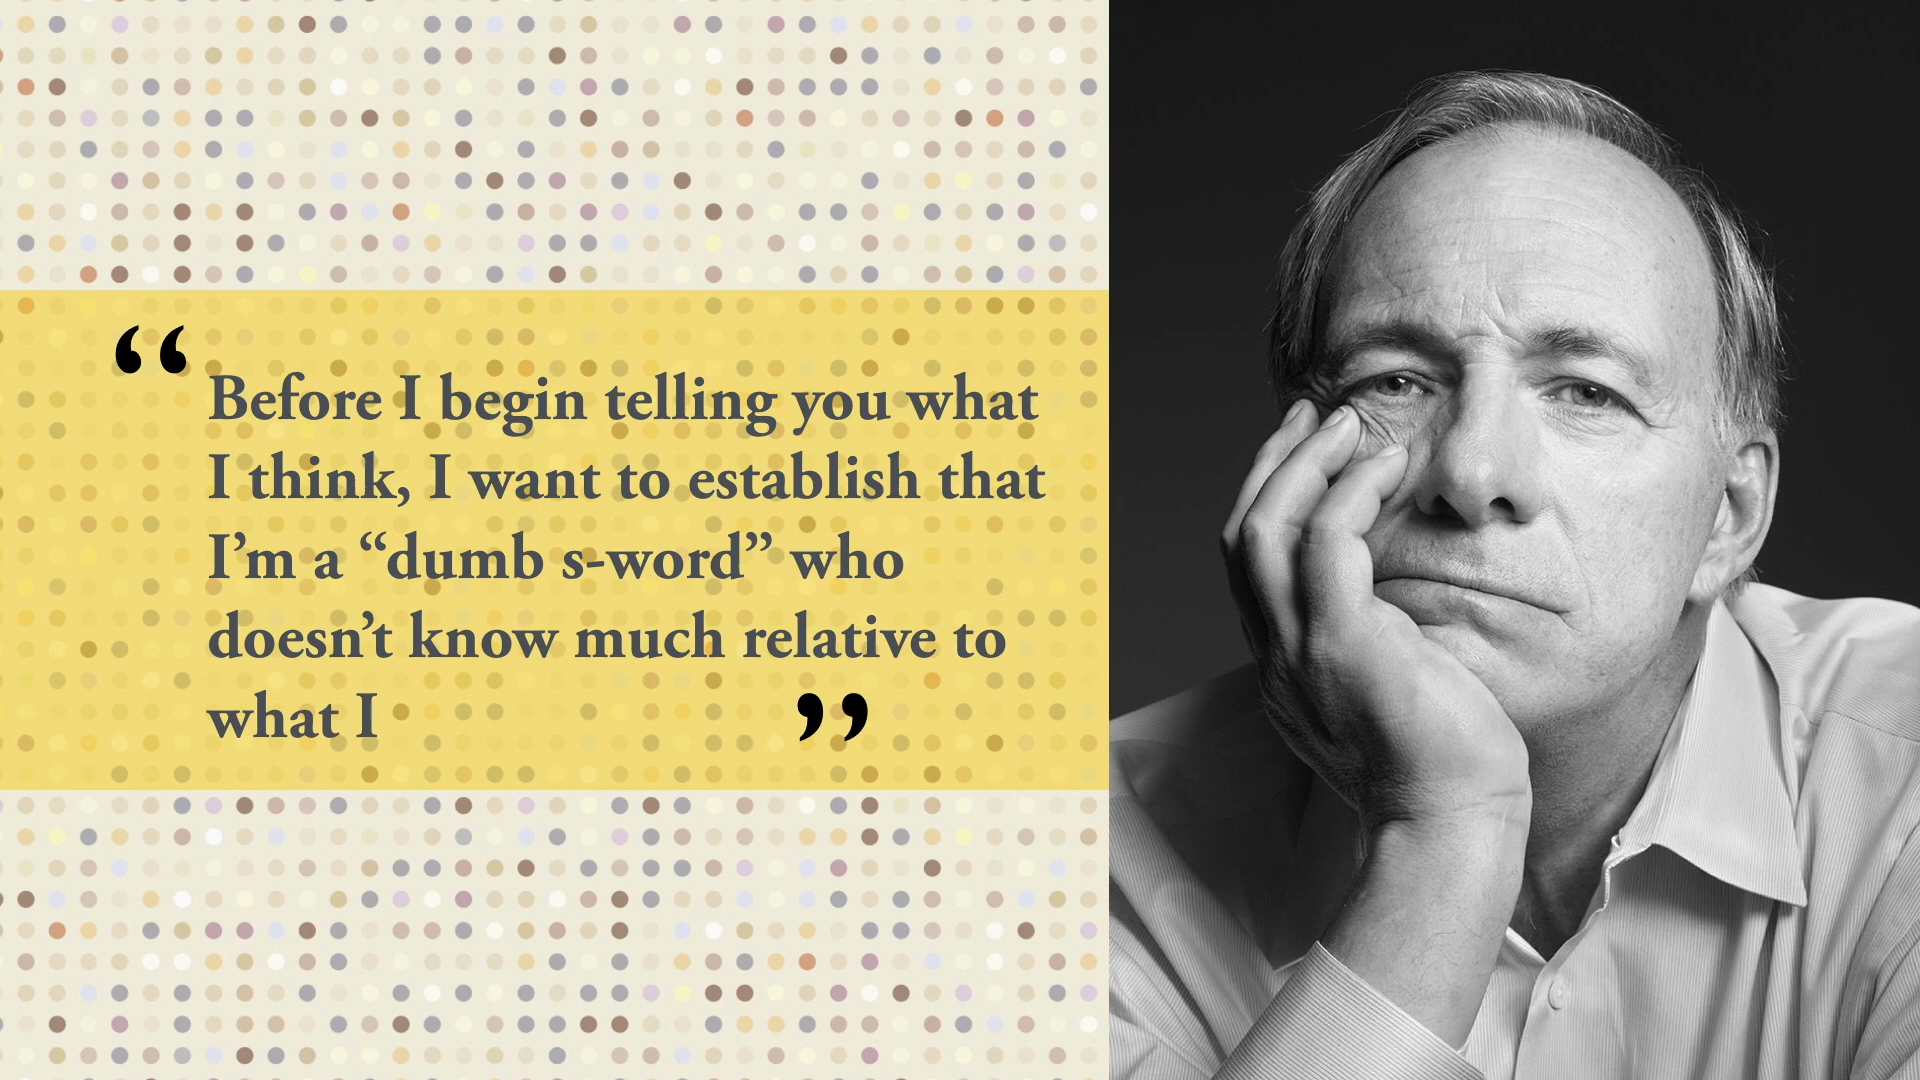 “
Before I begin telling you what
I think, I want to establish that
I’m a “dumb s-word” who
doesn’t know much relative to
what I
”